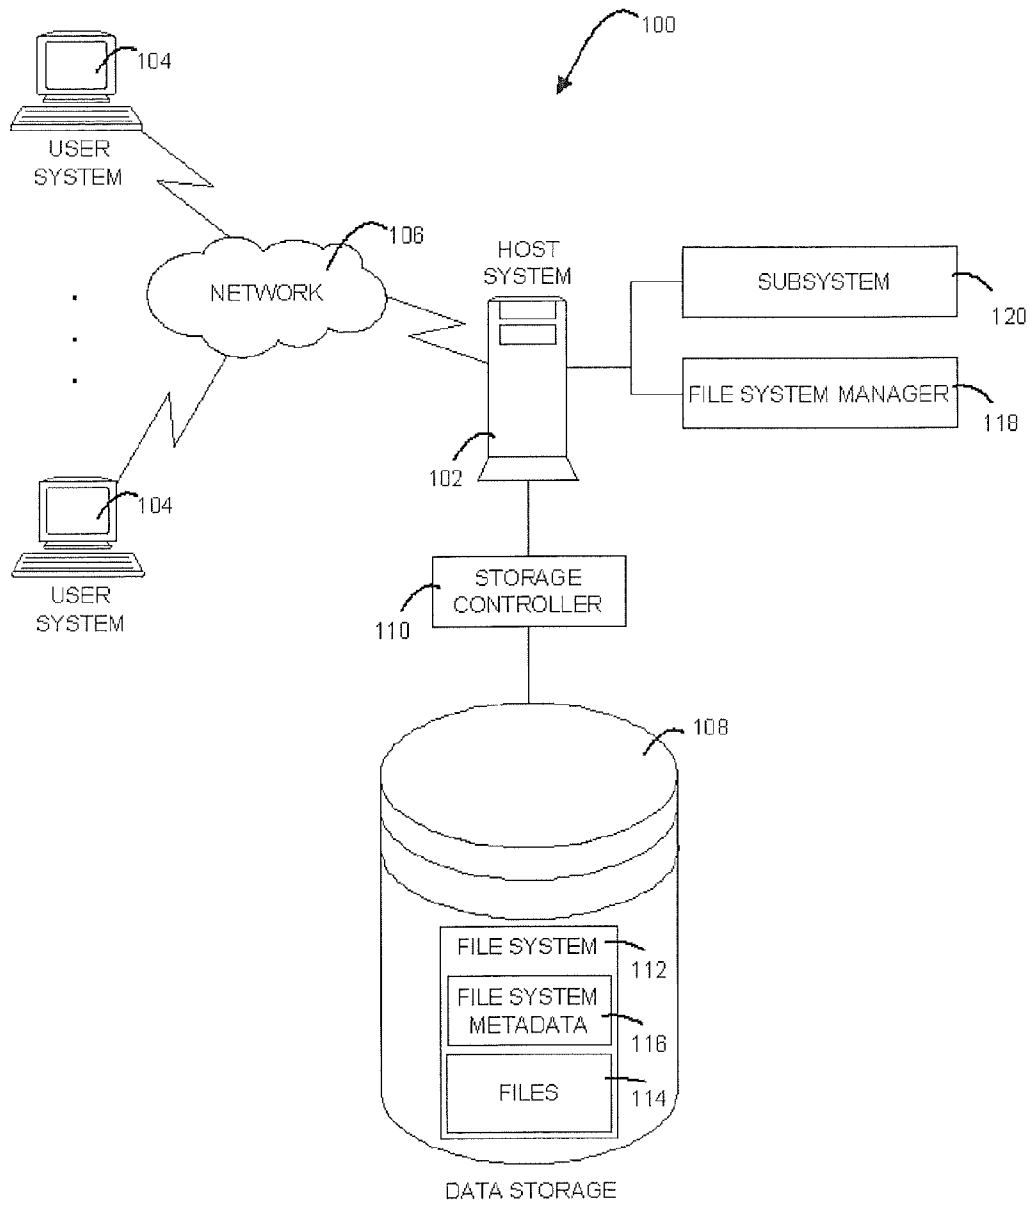 100
104
USER
SYSTEM
106
NETWORK
HOST
SYSTEM
SUBSYSTEM
120
FILE SYSTEM MANAGER
118
102
104
USER
SYSTEM
STORAGE
CONTROLLER
110
108
FILE SYSTEM
112
FILE SYSTEM
METADATA
116
FILES
114
DATA STORAGE